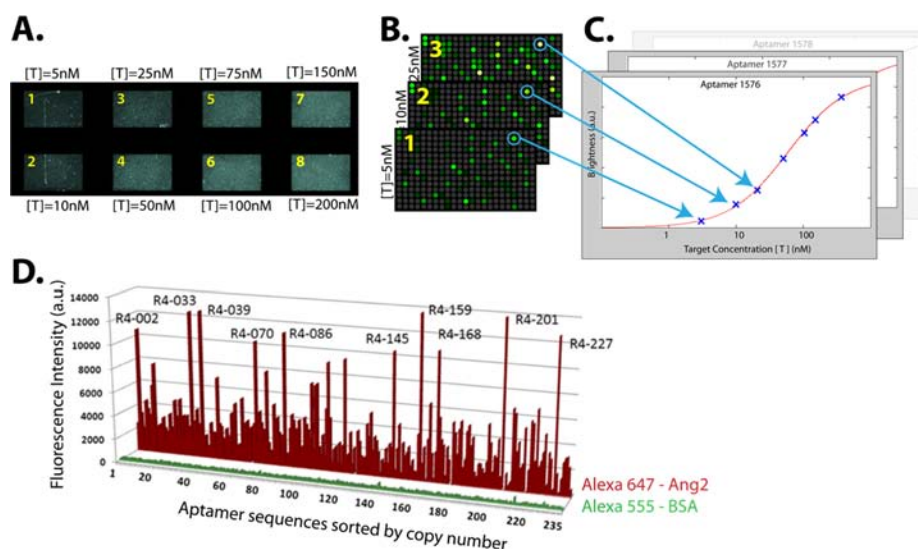 A.
[T]=5nM [T]=25nM [T]=75nM [T]=150nM
1 3 5 7
2 4 6 8
[T]=10nM [T]=50nM [T]=100nM [T]=200nM
B.
3
25nM
2
10nM
1
[T]=5nM
C.
Aptamer 1578
Aptamer 1577
Aptamer 1576
Brightness (a.u.)
1 10 100
Target Concentration [T] (nM)
D.
Fluorescence Intensity (a.u.)
14000
12000
10000
8000
6000
4000
2000
0
R4-002
R4-033
R4-039
R4-070
R4-086
R4-145
R4-159
R4-168
R4-201
R4-227
1 20 40 60 80 100 120 140 160 180 200 220 235
Aptamer sequences sorted by copy number
Alexa 647 - Ang2
Alexa 555 - BSA